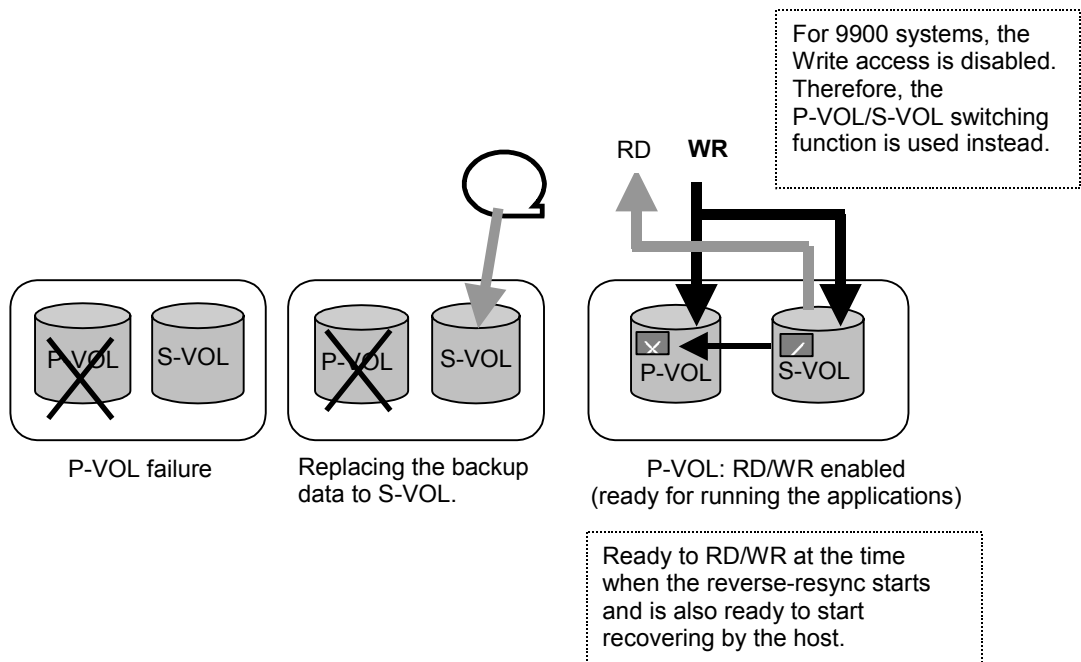 For 9900 systems, the
Write access is disabled.
Therefore, the
P-VOL/S-VOL switching
function is used instead.
RD WR
P-VOL S-VOL
P-VOL S-VOL
P-VOL S-VOL
P-VOL failure
Replacing the backup
data to S-VOL.
P-VOL: RD/WR enabled
(ready for running the applications)
Ready to RD/WR at the time
when the reverse-resync starts
and is also ready to start
recovering by the host.